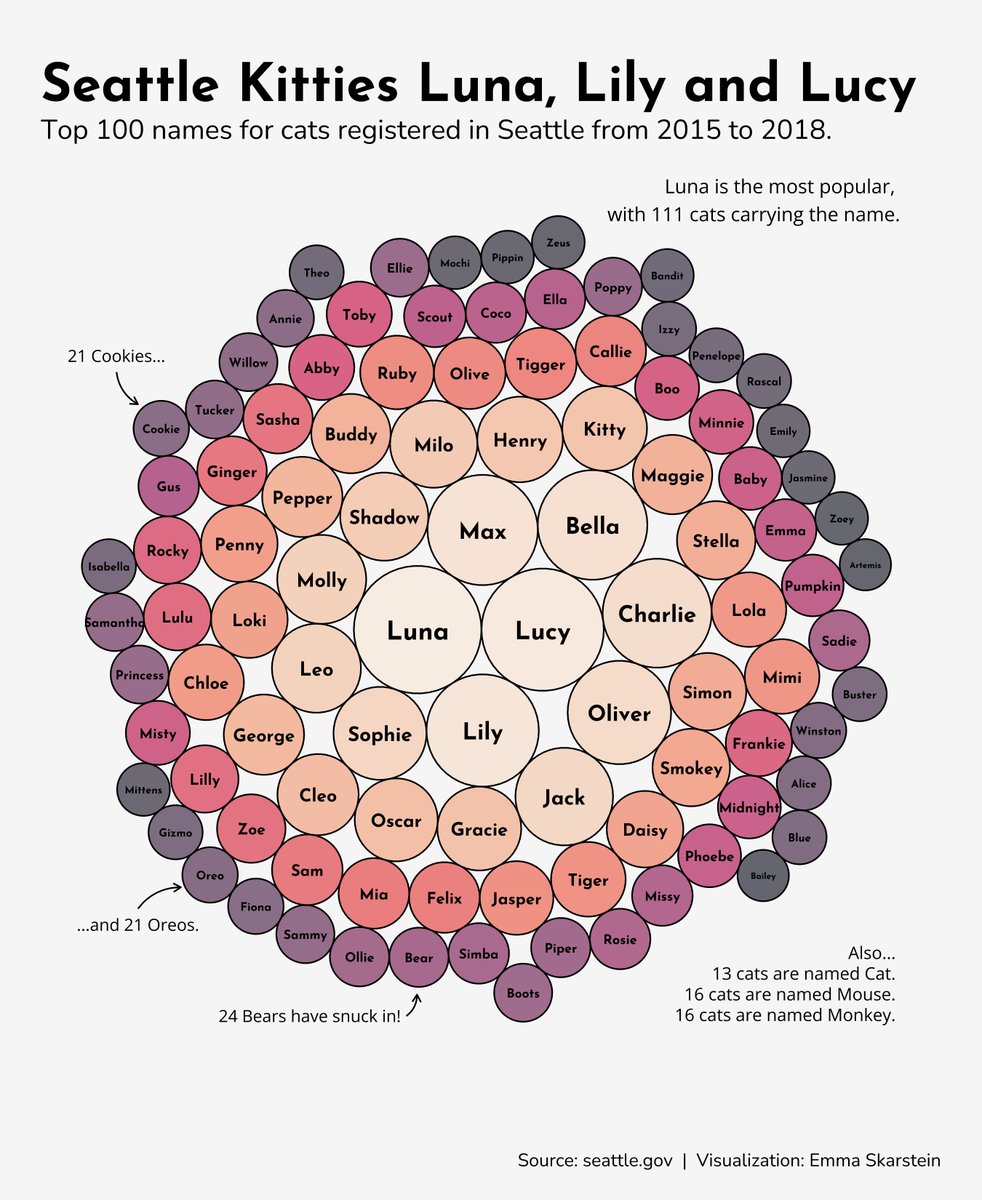 Seattle Kitties Luna, Lily and Lucy
Top 100 names for cats registered in Seattle from 2015 to 2018.
Luna is the most popular,
with 111 cats carrying the name.
Zeus
Pippin
Mochi
Ellie
Theo
Bandit
Poppy
Ella
Coco
Scout
Toby
Annie
Izzy
Penelope
Callie
Tigger
Olive
Ruby
Abby
Willow
21 Cookies...
Rascal
Boo
Minnie
Emily
Kitty
Henry
Milo
Buddy
Sasha
Tucker
Cookie
Maggie
Baby
Jasmine
Ginger
Gus
Pepper
Shadow
Max
Bella
Stella
Emma
Zoey
Penny
Rocky
Isabella
Artemis
Molly
Pumpkin
Lola
Charlie
Lucy
Luna
Loki
Lulu
Samantha
Sadie
Leo
Chloe
Princess
Mimi
Simon
Buster
Oliver
Lily
Sophie
George
Misty
Frankie
Winston
Smokey
Lilly
Mittens
Alice
Jack
Cleo
Midnight
Oscar
Gracie
Daisy
Zoe
Gizmo
Blue
Phoebe
Sam
Oreo
Bailey
Tiger
Jasper
Felix
Mia
Missy
Fiona
...and 21 Oreos.
Sammy
Ollie
Bear
Simba
Piper
Rosie
Boots
24 Bears have snuck in!
Also...
13 cats are named Cat.
16 cats are named Mouse.
16 cats are named Monkey.
Source: seattle.gov | Visualization: Emma Skarstein